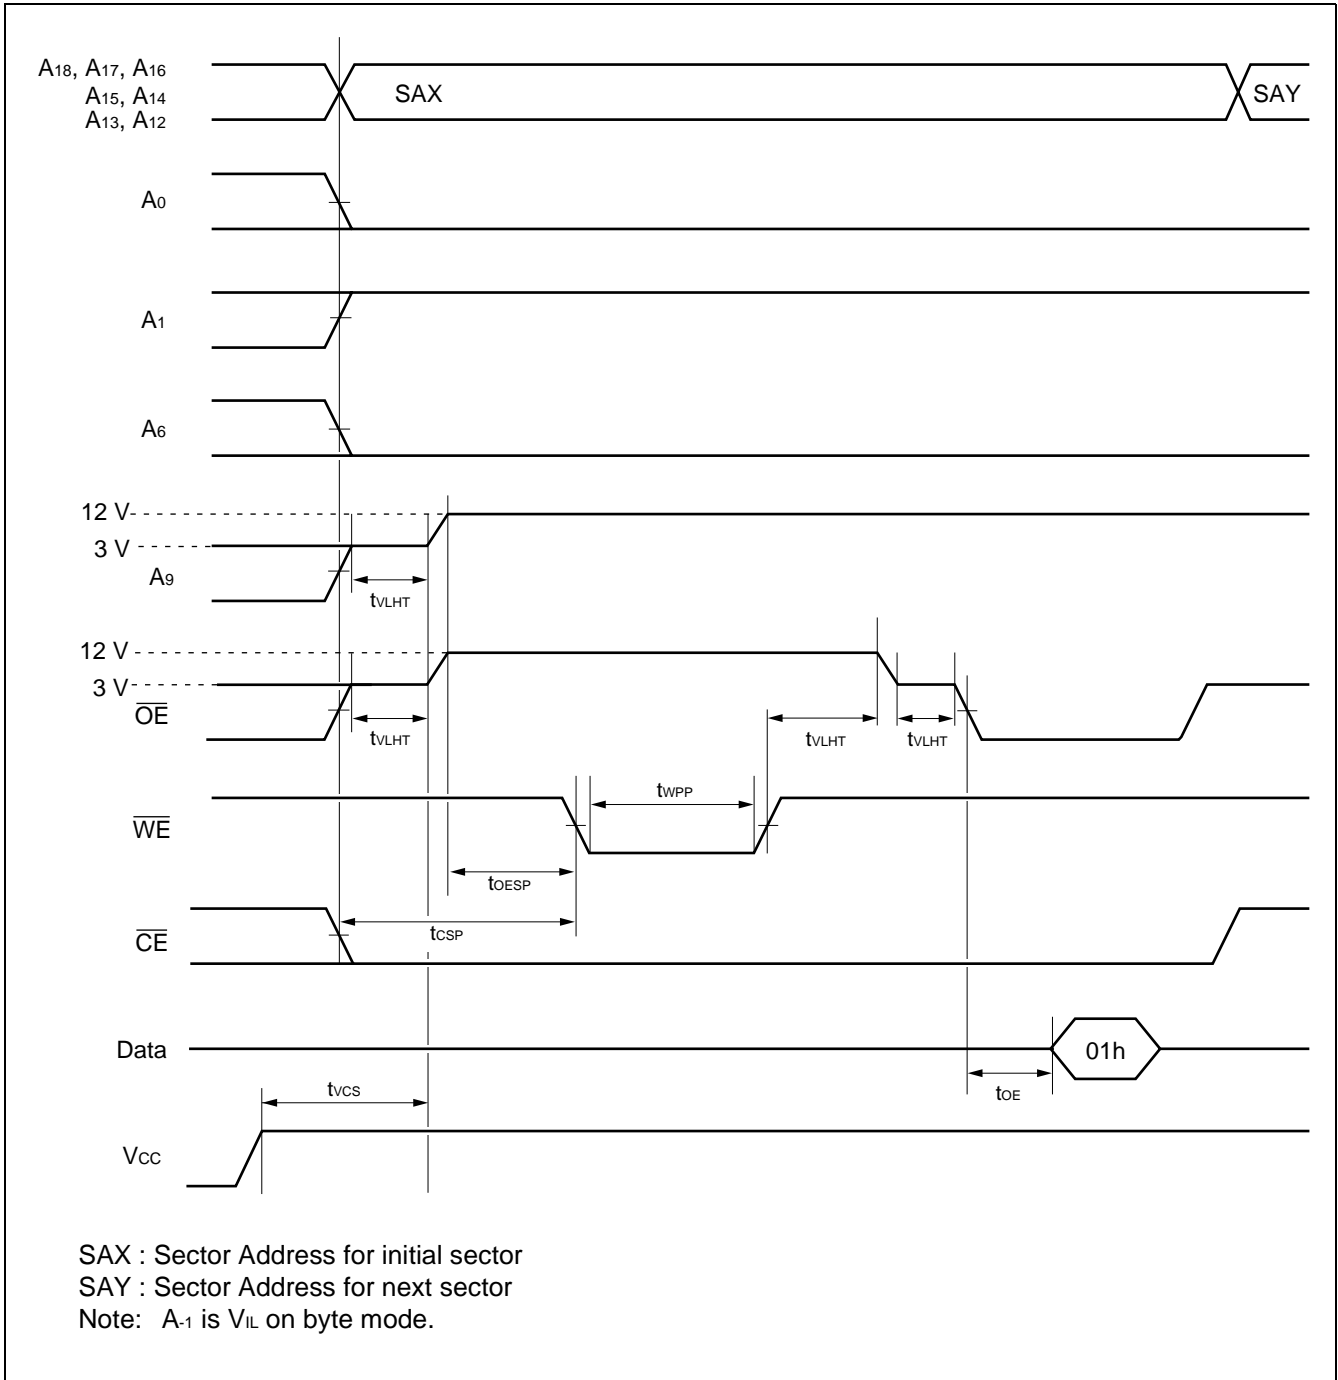 A18, A17, A16
A15, A14
A13, A12
SAX
SAY
A0
A1
A6
12 V
3 V
A9
tVLHT
12 V
3 V
OE
tVLHT
tVLHT
tVLHT
tWPP
WE
tOESP
tCSP
CE
Data
01h
tOE
tVCS
VCC
SAX : Sector Address for initial sector
SAY : Sector Address for next sector
Note: A-1 is VIL on byte mode.